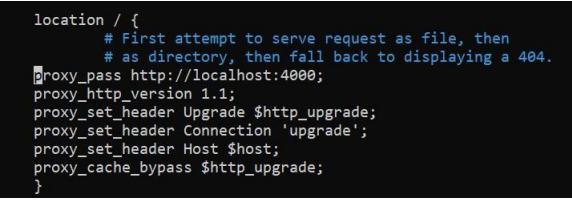 location / {
# First attempt to serve request as file, then
# as directory, then fall back to displaying a 404.
proxy_pass http://localhost:4000;
proxy_http_version 1.1;
proxy_set_header Upgrade $http_upgrade;
proxy_set_header Connection 'upgrade';
proxy_set_header Host $host;
proxy_cache_bypass $http_upgrade;
}